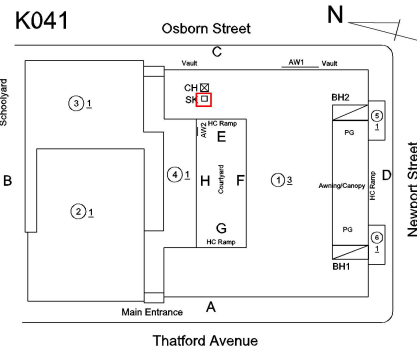 K041
N
Osborn Street
C
Vault
AW1
Vault
CH
SK
BH2
Schoolyard
3 1
AW2
HC Ramp
E
5
1
PG
B
H
Courtyard
F
4 1
1 3
D
HC Ramp
Awning/Canopy
Newport Street
2 1
G
HC Ramp
PG
6
1
BH1
Main Entrance
A
Thatford Avenue